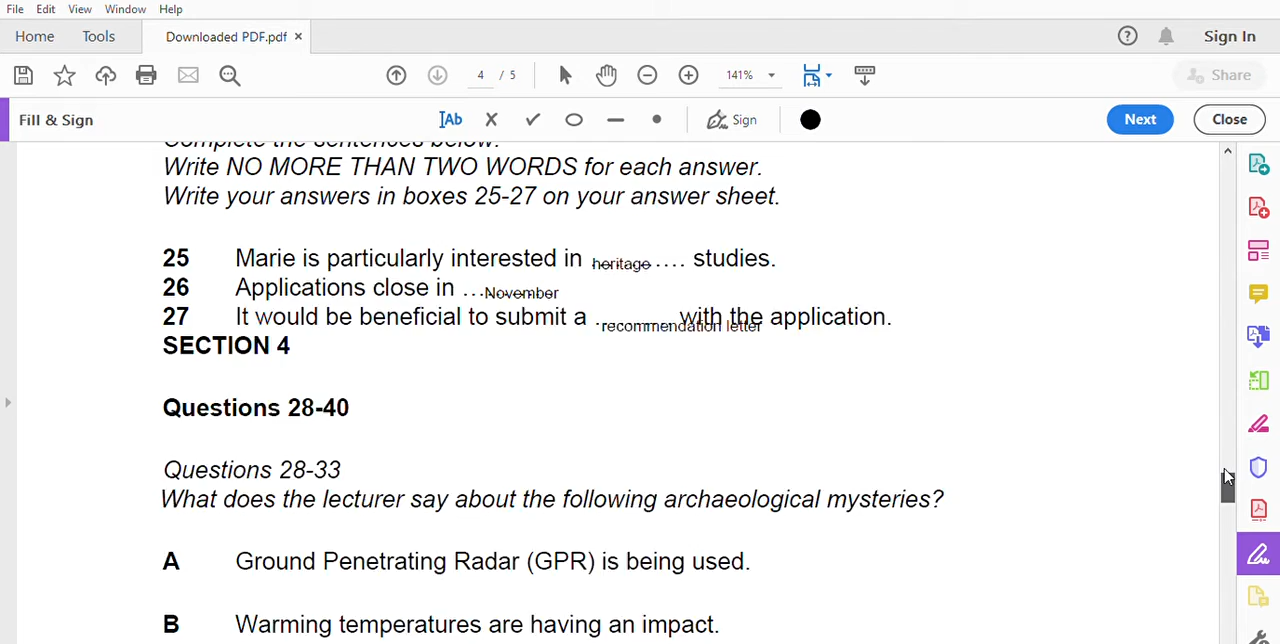 File Edit View Window Help
Home Tools Downloaded PDF.pdf × Sign In
4 / 5 141% Share
Fill & Sign Ab Sign Next Close
Complete the sentences below.
Write NO MORE THAN TWO WORDS for each answer.
Write your answers in boxes 25-27 on your answer sheet.
25 Marie is particularly interested in heritage .... studies.
26 Applications close in ...November
27 It would be beneficial to submit a .recommendation letter with the application.
SECTION 4
Questions 28-40
Questions 28-33
What does the lecturer say about the following archaeological mysteries?
A Ground Penetrating Radar (GPR) is being used.
B Warming temperatures are having an impact.